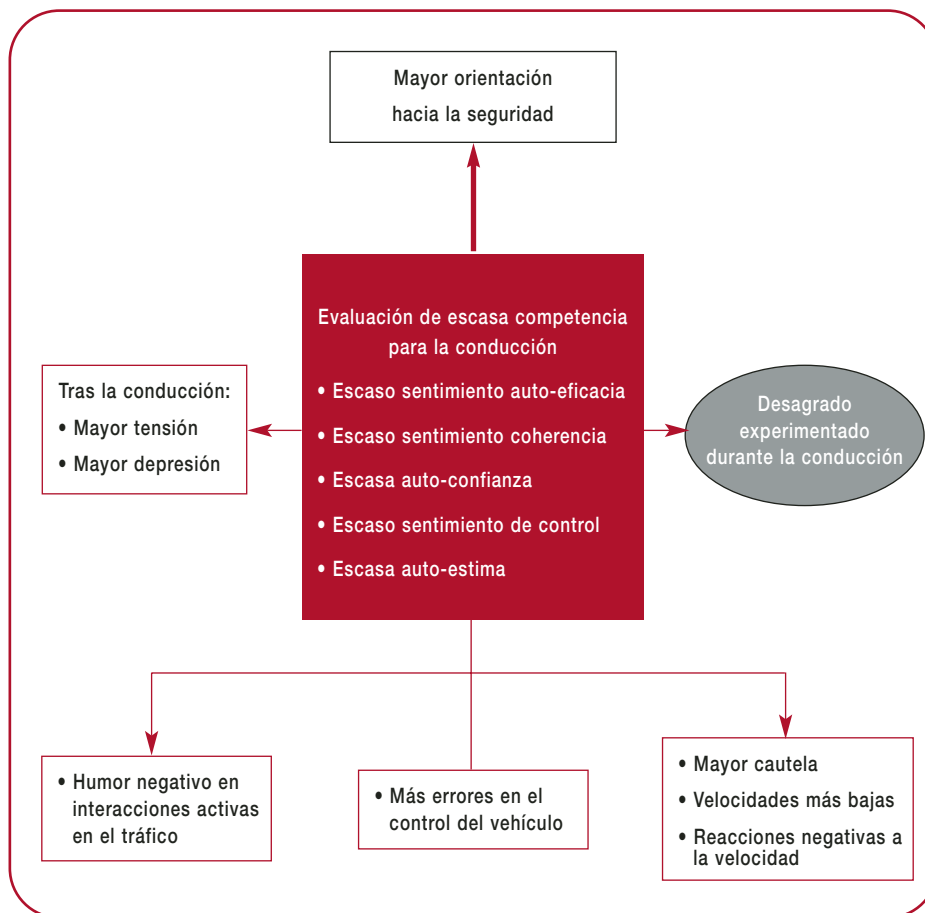 Mayor orientación
hacia la seguridad
Evaluación de escasa competencia
para la conducción
• Escaso sentimiento auto-eficacia
• Escaso sentimiento coherencia
• Escasa auto-confianza
• Escaso sentimiento de control
• Escasa auto-estima
Tras la conducción:
• Mayor tensión
• Mayor depresión
Desagrado
experimentado
durante la conducción
• Humor negativo en
interacciones activas
en el tráfico
• Más errores en el
control del vehículo
• Mayor cautela
• Velocidades más bajas
• Reacciones negativas a
la velocidad